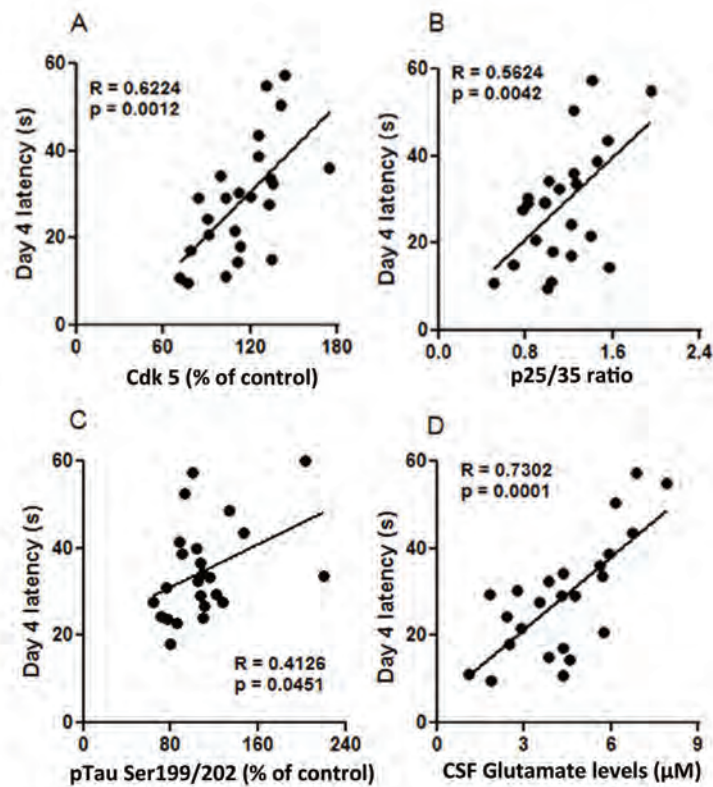 A
R = 0.6224
p = 0.0012
Day 4 latency (s)
60
40
20
0
60
80
120
160
180
Cdk 5 (% of control)
B
R = 0.5624
p = 0.0042
Day 4 latency (s)
60
40
20
0
0.0
0.8
1.6
2.4
p25/35 ratio
C
R = 0.4126
p = 0.0451
Day 4 latency (s)
60
40
20
0
0
80
160
240
pTau Ser199/202 (% of control)
D
R = 0.7302
p = 0.0001
Day 4 latency (s)
60
40
20
0
0
3
6
9
CSF Glutamate levels (µM)